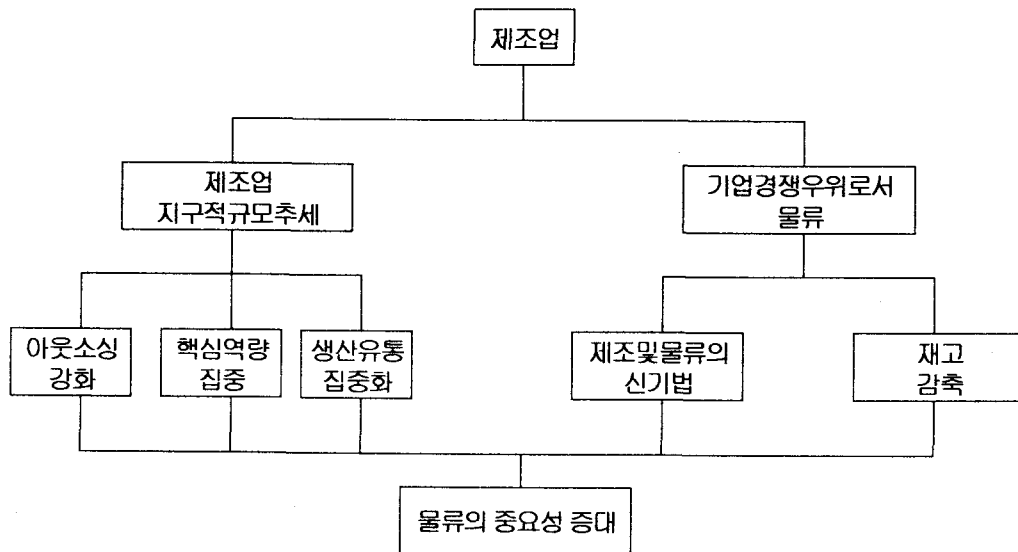 제조업
제조업
지구적규모추세
기업경쟁우위로서
물류
아웃소싱
강화
핵심역량
집중
생산유통
집중화
제조및물류의
신기법
재고
감축
물류의 중요성 증대